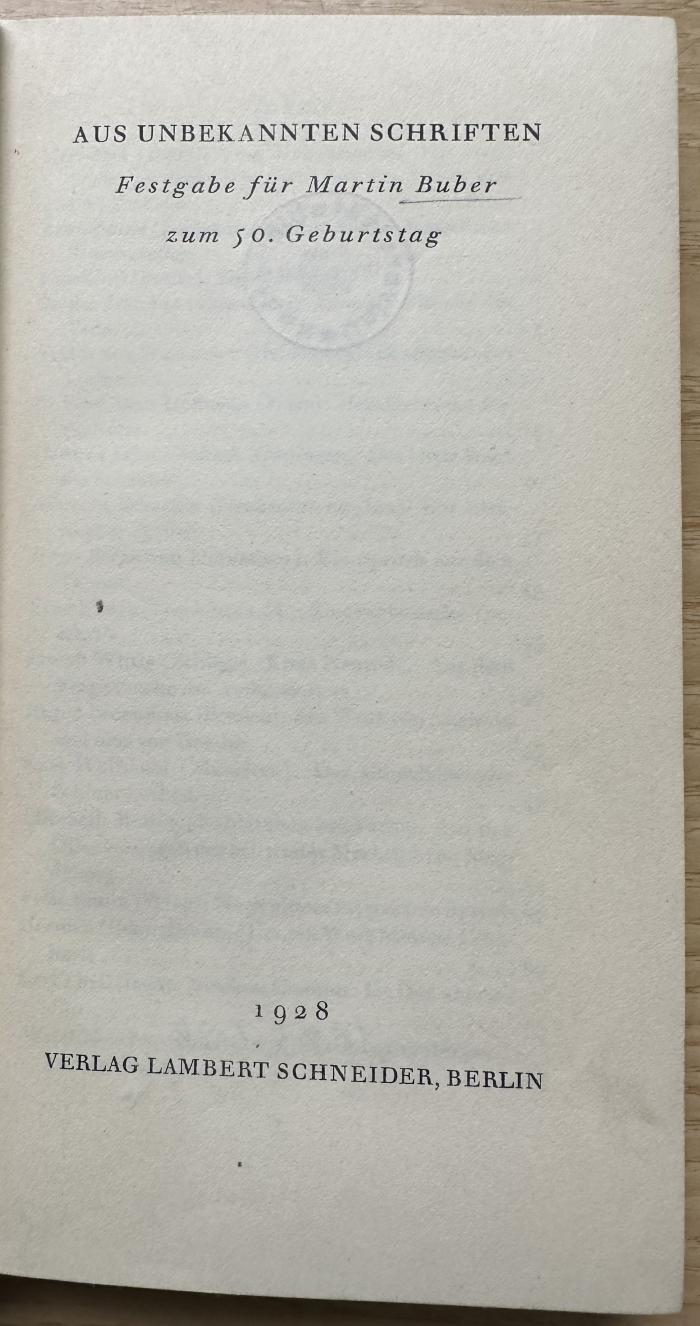 AUS UNBEKANNTEN SCHRIFTEN
Festgabe für Martin Buber
zum 50. Geburtstag
1928
VERLAG LAMBERT SCHNEIDER, BERLIN